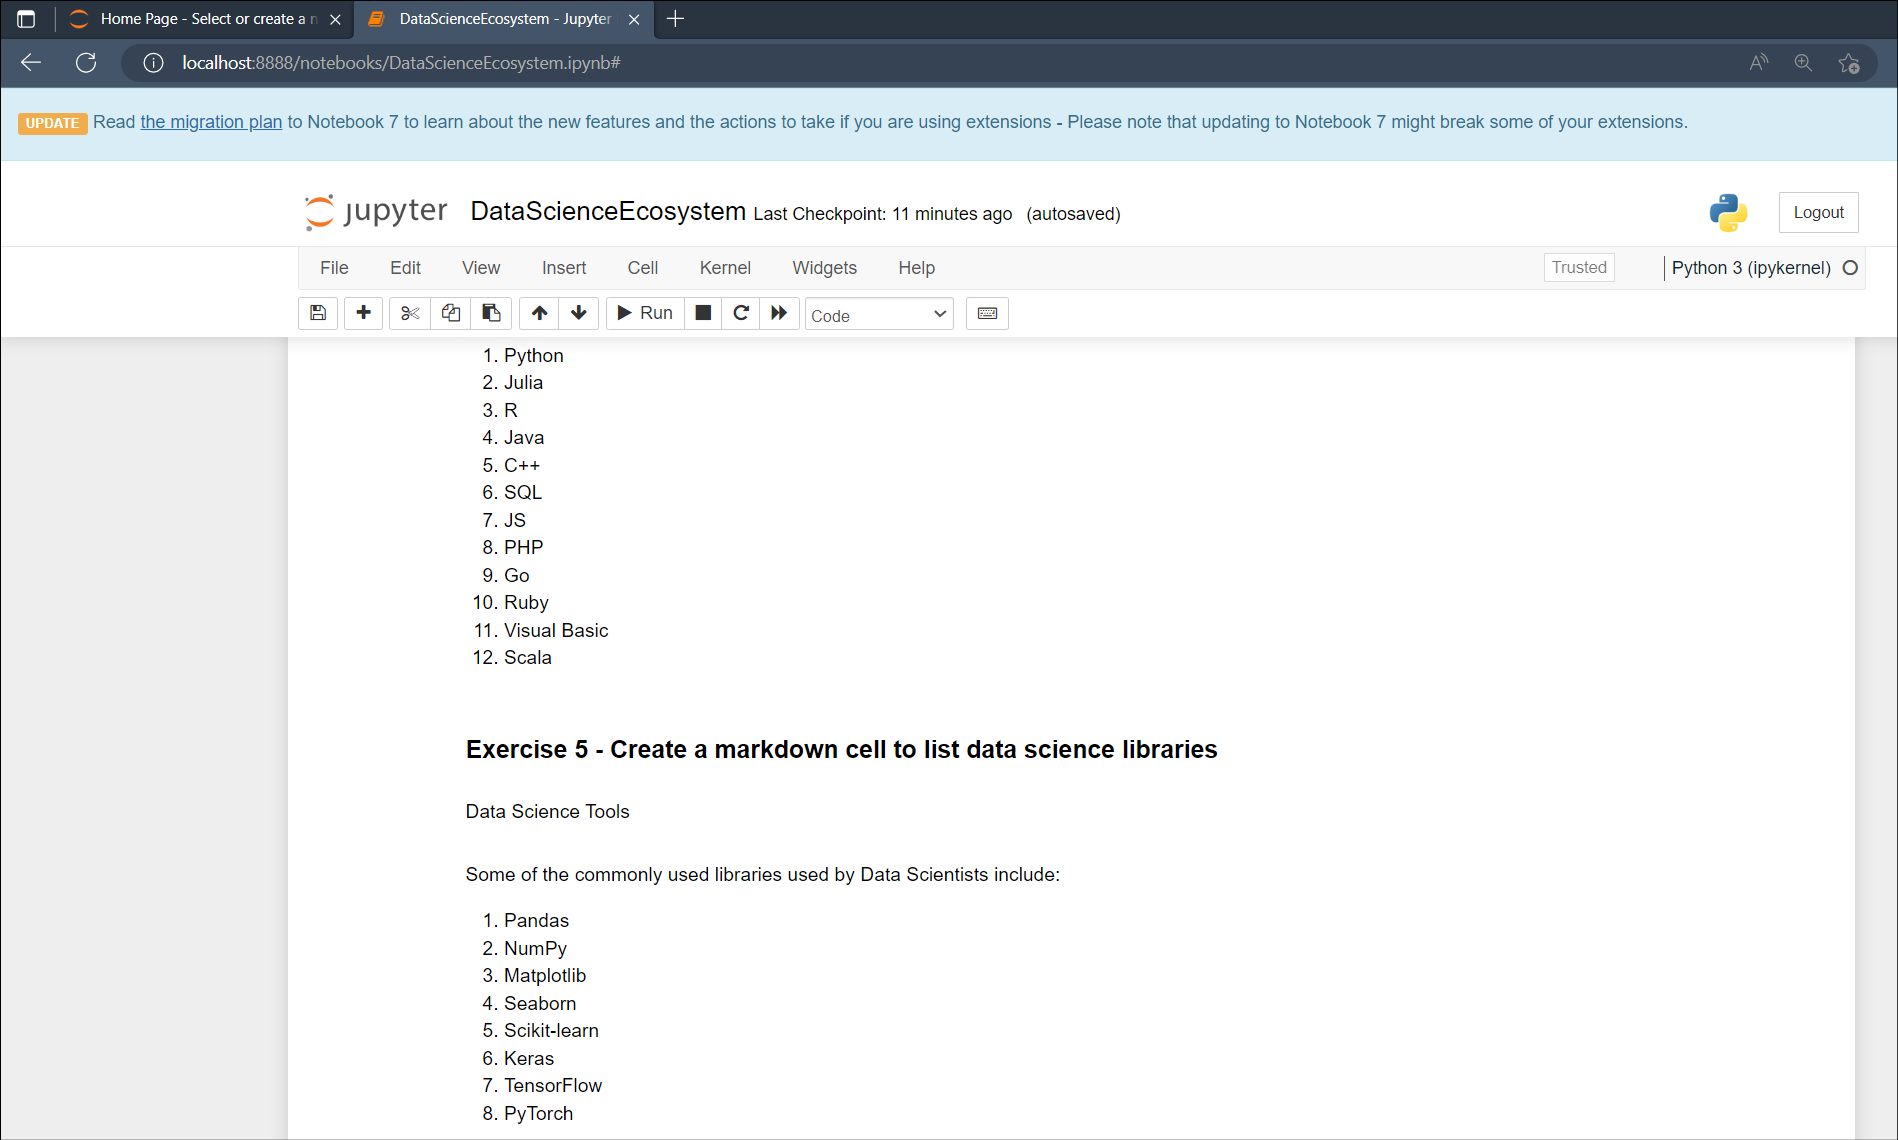 Home Page - Select or create a n
DataScienceEcosystem - Jupyter
localhost:8888/notebooks/DataScienceEcosystem.ipynb#
UPDATE Read the migration plan to Notebook 7 to learn about the new features and the actions to take if you are using extensions - Please note that updating to Notebook 7 might break some of your extensions.
jupyter DataScienceEcosystem Last Checkpoint: 11 minutes ago (autosaved)
Logout
File Edit View Insert Cell Kernel Widgets Help Trusted Python 3 (ipykernel)
Run Code
1. Python
2. Julia
3. R
4. Java
5. C++
6. SQL
7. JS
8. PHP
9. Go
10. Ruby
11. Visual Basic
12. Scala
Exercise 5 - Create a markdown cell to list data science libraries
Data Science Tools
Some of the commonly used libraries used by Data Scientists include:
1. Pandas
2. NumPy
3. Matplotlib
4. Seaborn
5. Scikit-learn
6. Keras
7. TensorFlow
8. PyTorch